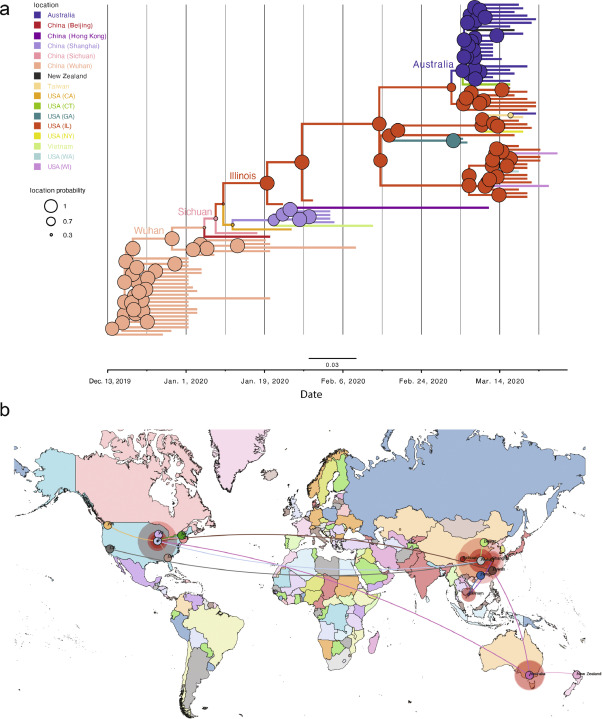 a
location
Australia
China (Beijing)
China (Hong Kong)
China (Shanghai)
China (Sichuan)
China (Wuhan)
New Zealand
Taiwan
USA (CA)
USA (CT)
USA (GA)
USA (IL)
USA (NY)
Vietnam
USA (WA)
USA (WI)
location probability
1
0.7
0.3
Australia
Illinois
Sichuan
Wuhan
0.03
Dec. 13, 2019
Jan. 1, 2020
Jan. 19, 2020
Feb. 6, 2020
Feb. 24, 2020
Mar. 14, 2020
Date
b
Australia
New Zealand